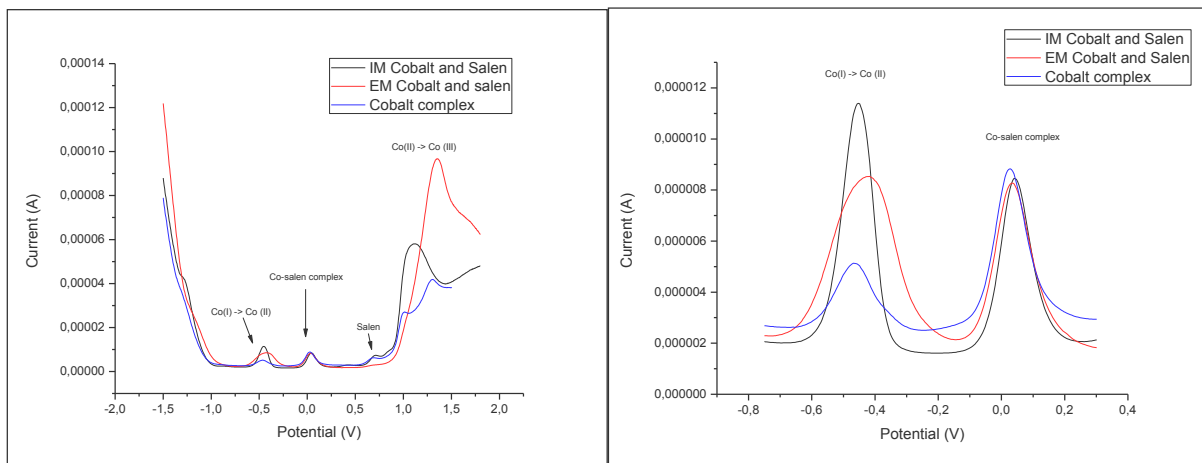 IM Cobalt and Salen
EM Cobalt and salen
Cobalt complex
Co(II) -> Co (III)
Co-salen complex
Co(I) -> Co (II)
Salen
0,00014
0,00012
0,00010
0,00008
0,00006
0,00004
0,00002
0,00000
Current (A)
-2,0 -1,5 -1,0 -0,5 0,0 0,5 1,0 1,5 2,0
Potential (V)
IM Cobalt and Salen
EM Cobalt and Salen
Cobalt complex
Co(I) -> Co (II)
Co-salen complex
0,000012
0,000010
0,000008
0,000006
0,000004
0,000002
0,000000
Current (A)
-0,8 -0,6 -0,4 -0,2 0,0 0,2 0,4
Potential (V)